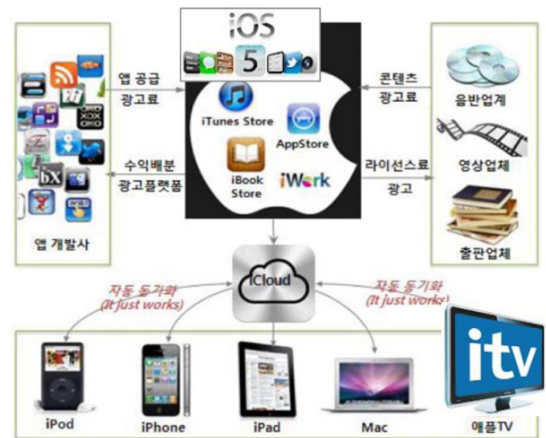 iOS
5
앱 공급
광고료
수익배분
광고플랫폼
앱 개발사
iTunes Store
AppStore
iBook
Store
iWork
콘텐츠
광고료
라이선스료
광고
음반업계
영상업체
출판업체
iCloud
자동 동기화
(It just works)
자동 동기화
(It just works)
iPod
iPhone
iPad
Mac
itv
애플TV